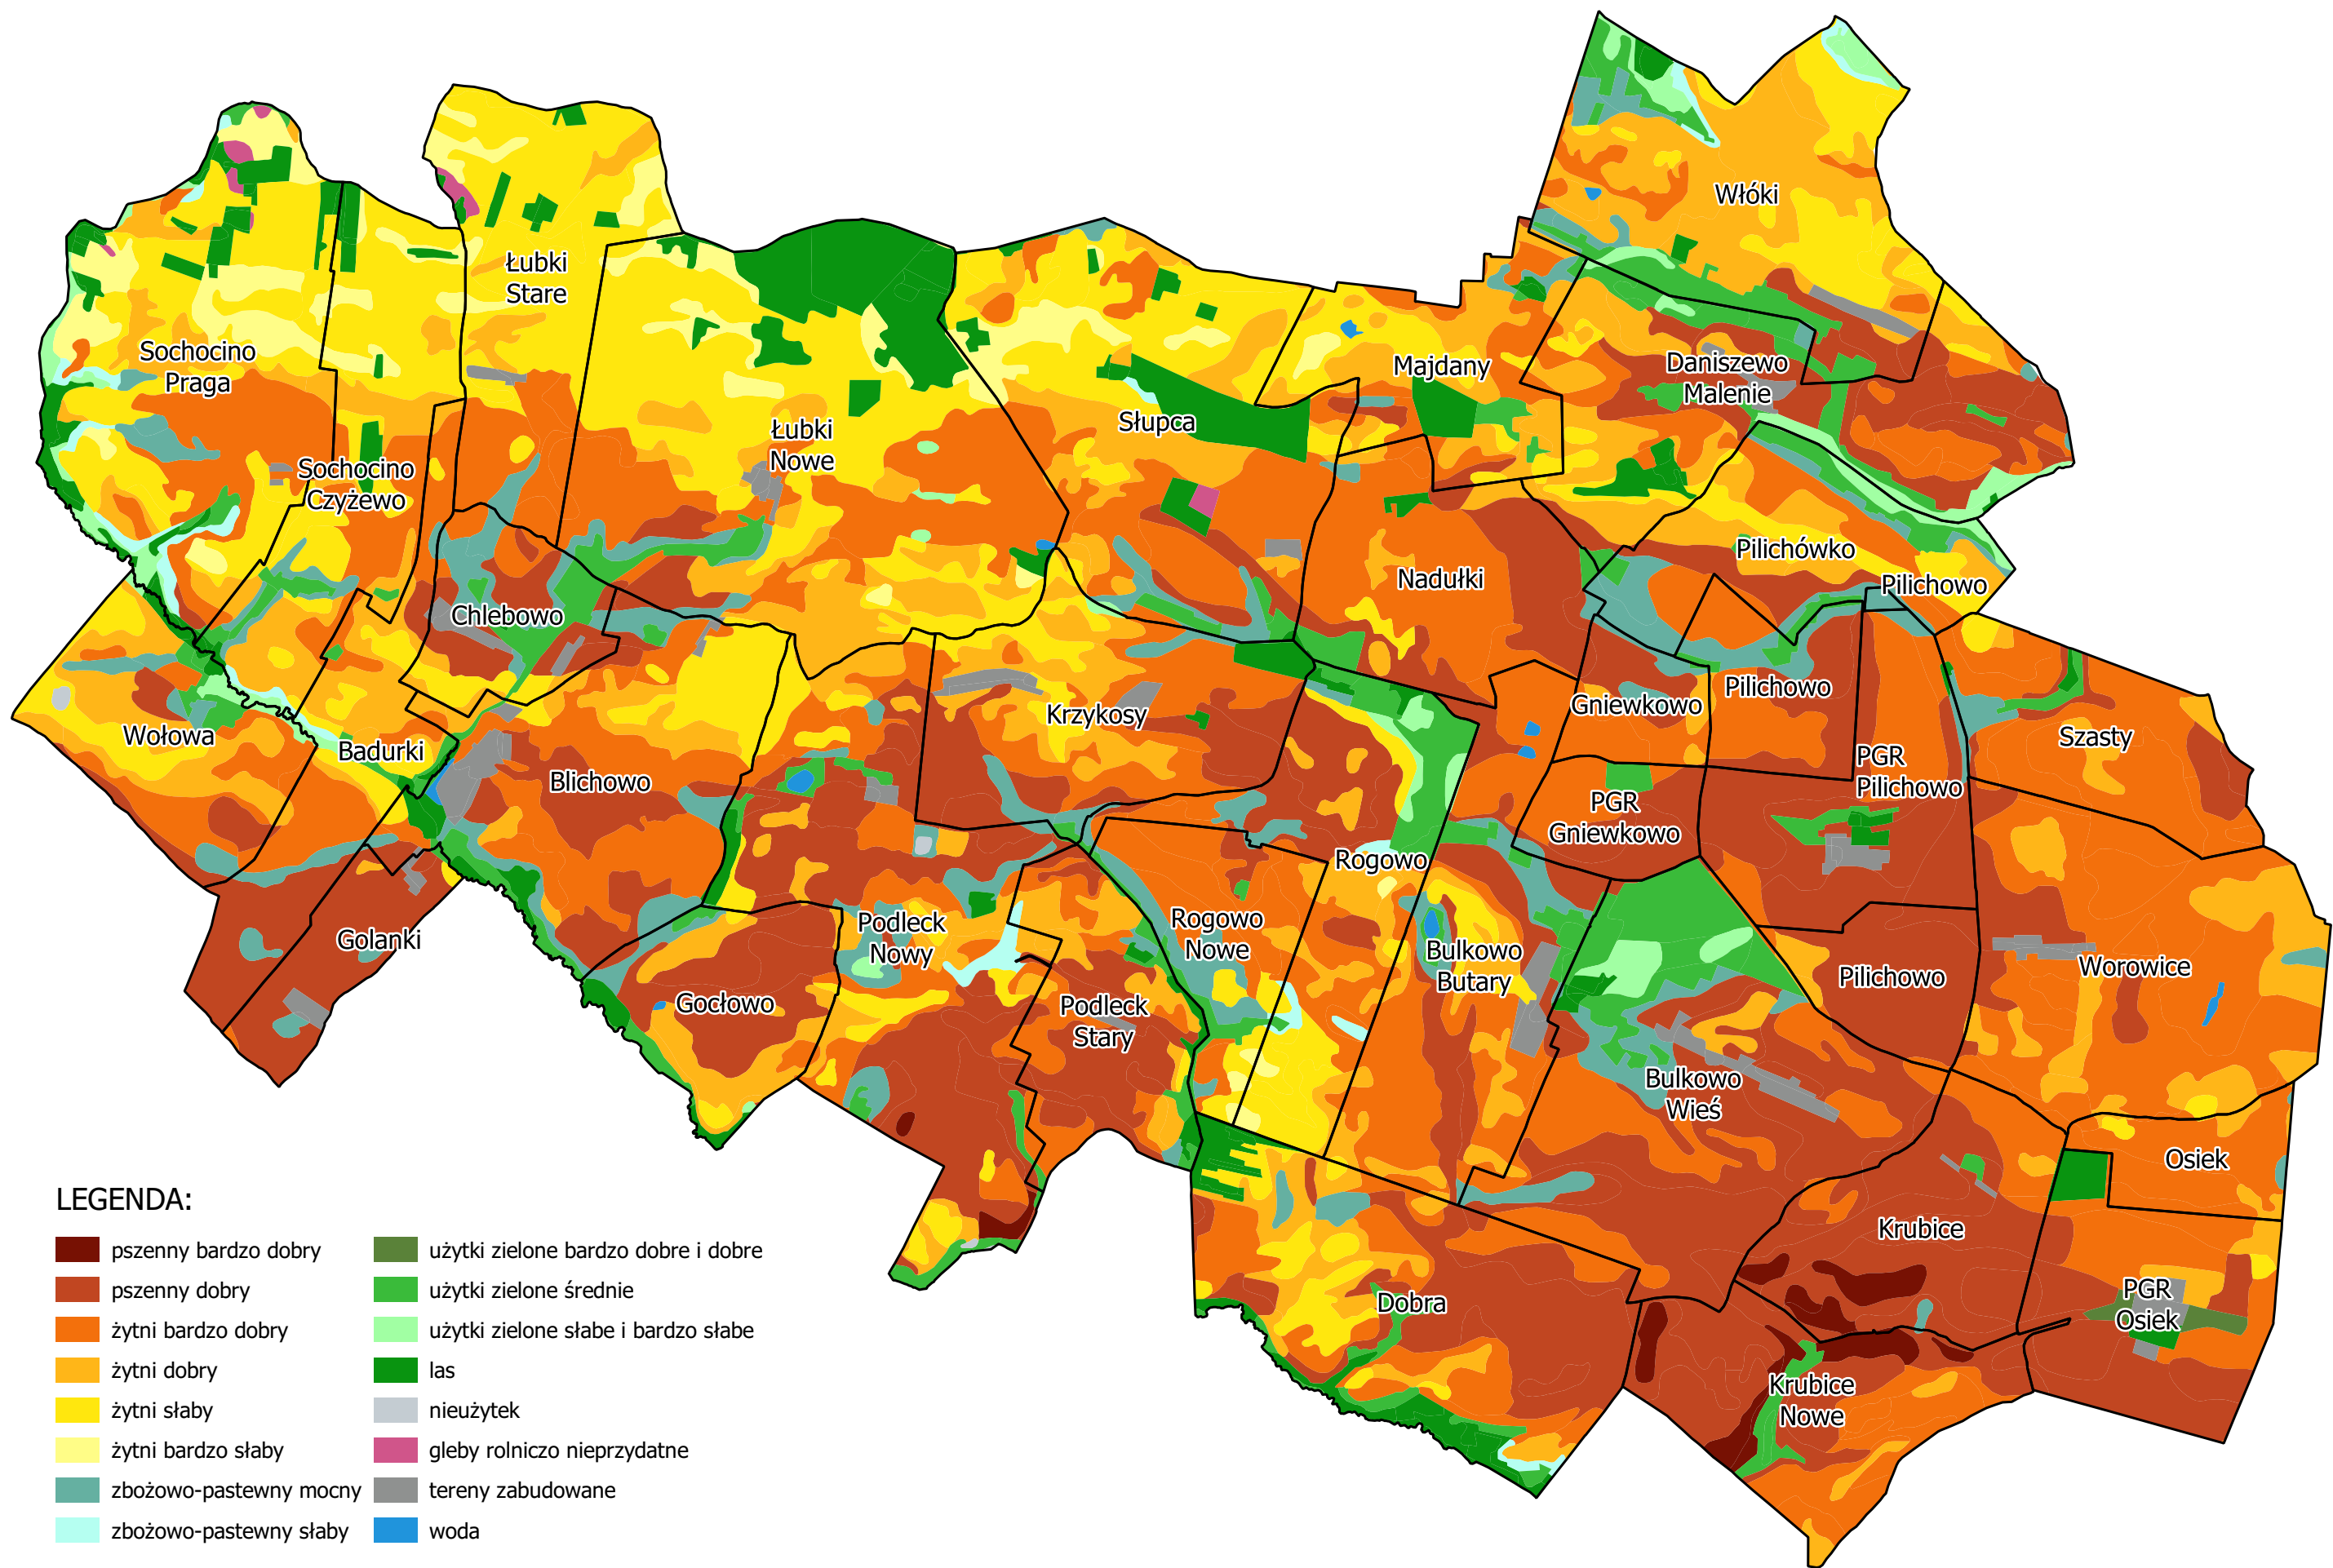 Włóki
Łubki
Stare
Sochocino
Praga
Majdany
Daniszewo
Malenie
Słupca
Łubki
Nowe
Sochocino
Czyżewo
Pilichówko
Nadułki
Pilichowo
Chlebowo
Gniewkowo
Pilichowo
Krzykosy
Wołowa
Badurki
Szasty
Blichowo
PGR
Pilichowo
PGR
Gniewkowo
Rogowo
Golanki
Podleck
Nowy
Rogowo
Nowe
Bulkowo
Butary
Worowice
Pilichowo
Gocłowo
Podleck
Stary
Bulkowo
Wieś
Osiek
Krubice
PGR
Osiek
Dobra
Krubice
Nowe
LEGENDA:
pszenny bardzo dobry
pszenny dobry
żytni bardzo dobry
żytni dobry
żytni słaby
żytni bardzo słaby
zbożowo-pastewny mocny
zbożowo-pastewny słaby
użytki zielone bardzo dobre i dobre
użytki zielone średnie
użytki zielone słabe i bardzo słabe
las
nieużytek
gleby rolniczo nieprzydatne
tereny zabudowane
woda